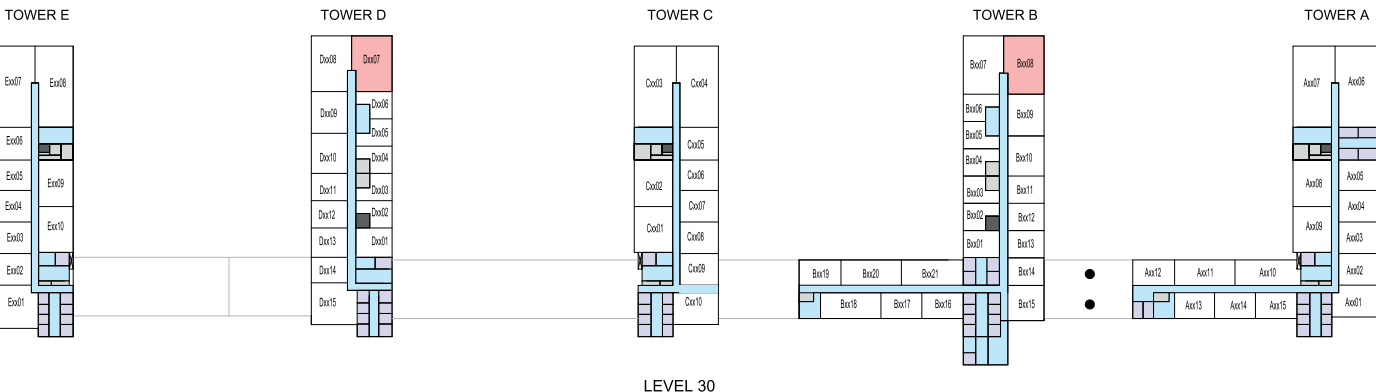 TOWER E
TOWER D
TOWER C
TOWER B
TOWER A
Exx07
Exx08
Exx06
Exx05
Exx09
Exx04
Exx03
Exx10
Exx02
Exx01
Dxx08
Dxx07
Dxx06
Dxx09
Dxx05
Dxx10
Dxx04
Dxx11
Dxx03
Dxx12
Dxx02
Dxx13
Dxx01
Dxx14
Dxx15
Cxx03
Cxx04
Cxx05
Cxx02
Cxx06
Cxx07
Cxx01
Cxx08
Cxx09
Cxx10
Bxx07
Bxx08
Bxx06
Bxx09
Bxx05
Bxx04
Bxx10
Bxx03
Bxx11
Bxx02
Bxx12
Bxx01
Bxx13
Bxx19
Bxx20
Bxx21
Bxx14
Bxx18
Bxx17
Bxx16
Bxx15
Axx07
Axx06
Axx08
Axx05
Axx04
Axx09
Axx03
Axx12
Axx11
Axx10
Axx02
Axx13
Axx14
Axx15
Axx01
LEVEL 30